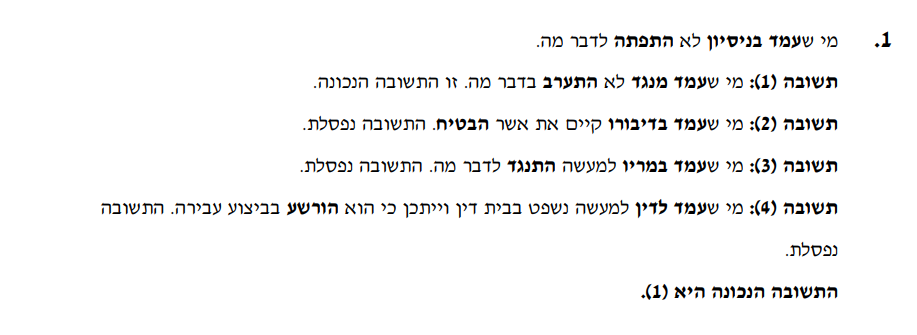 1. מי שעמד בניסיון לא התפתה לדבר מה.
תשובה (1): מי שעמד מנגד לא התערב בדבר מה. זו התשובה הנכונה.
תשובה (2): מי שעמד בדיבורו קיים את אשר הבטיח. התשובה נפסלת.
תשובה (3): מי שעמד במריו למעשה התנגד לדבר מה. התשובה נפסלת.
תשובה (4): מי שעמד לדין למעשה נשפט בבית דין וייתכן כי הוא הורשע בביצוע עבירה. התשובה
נפסלת.
התשובה הנכונה היא (1).